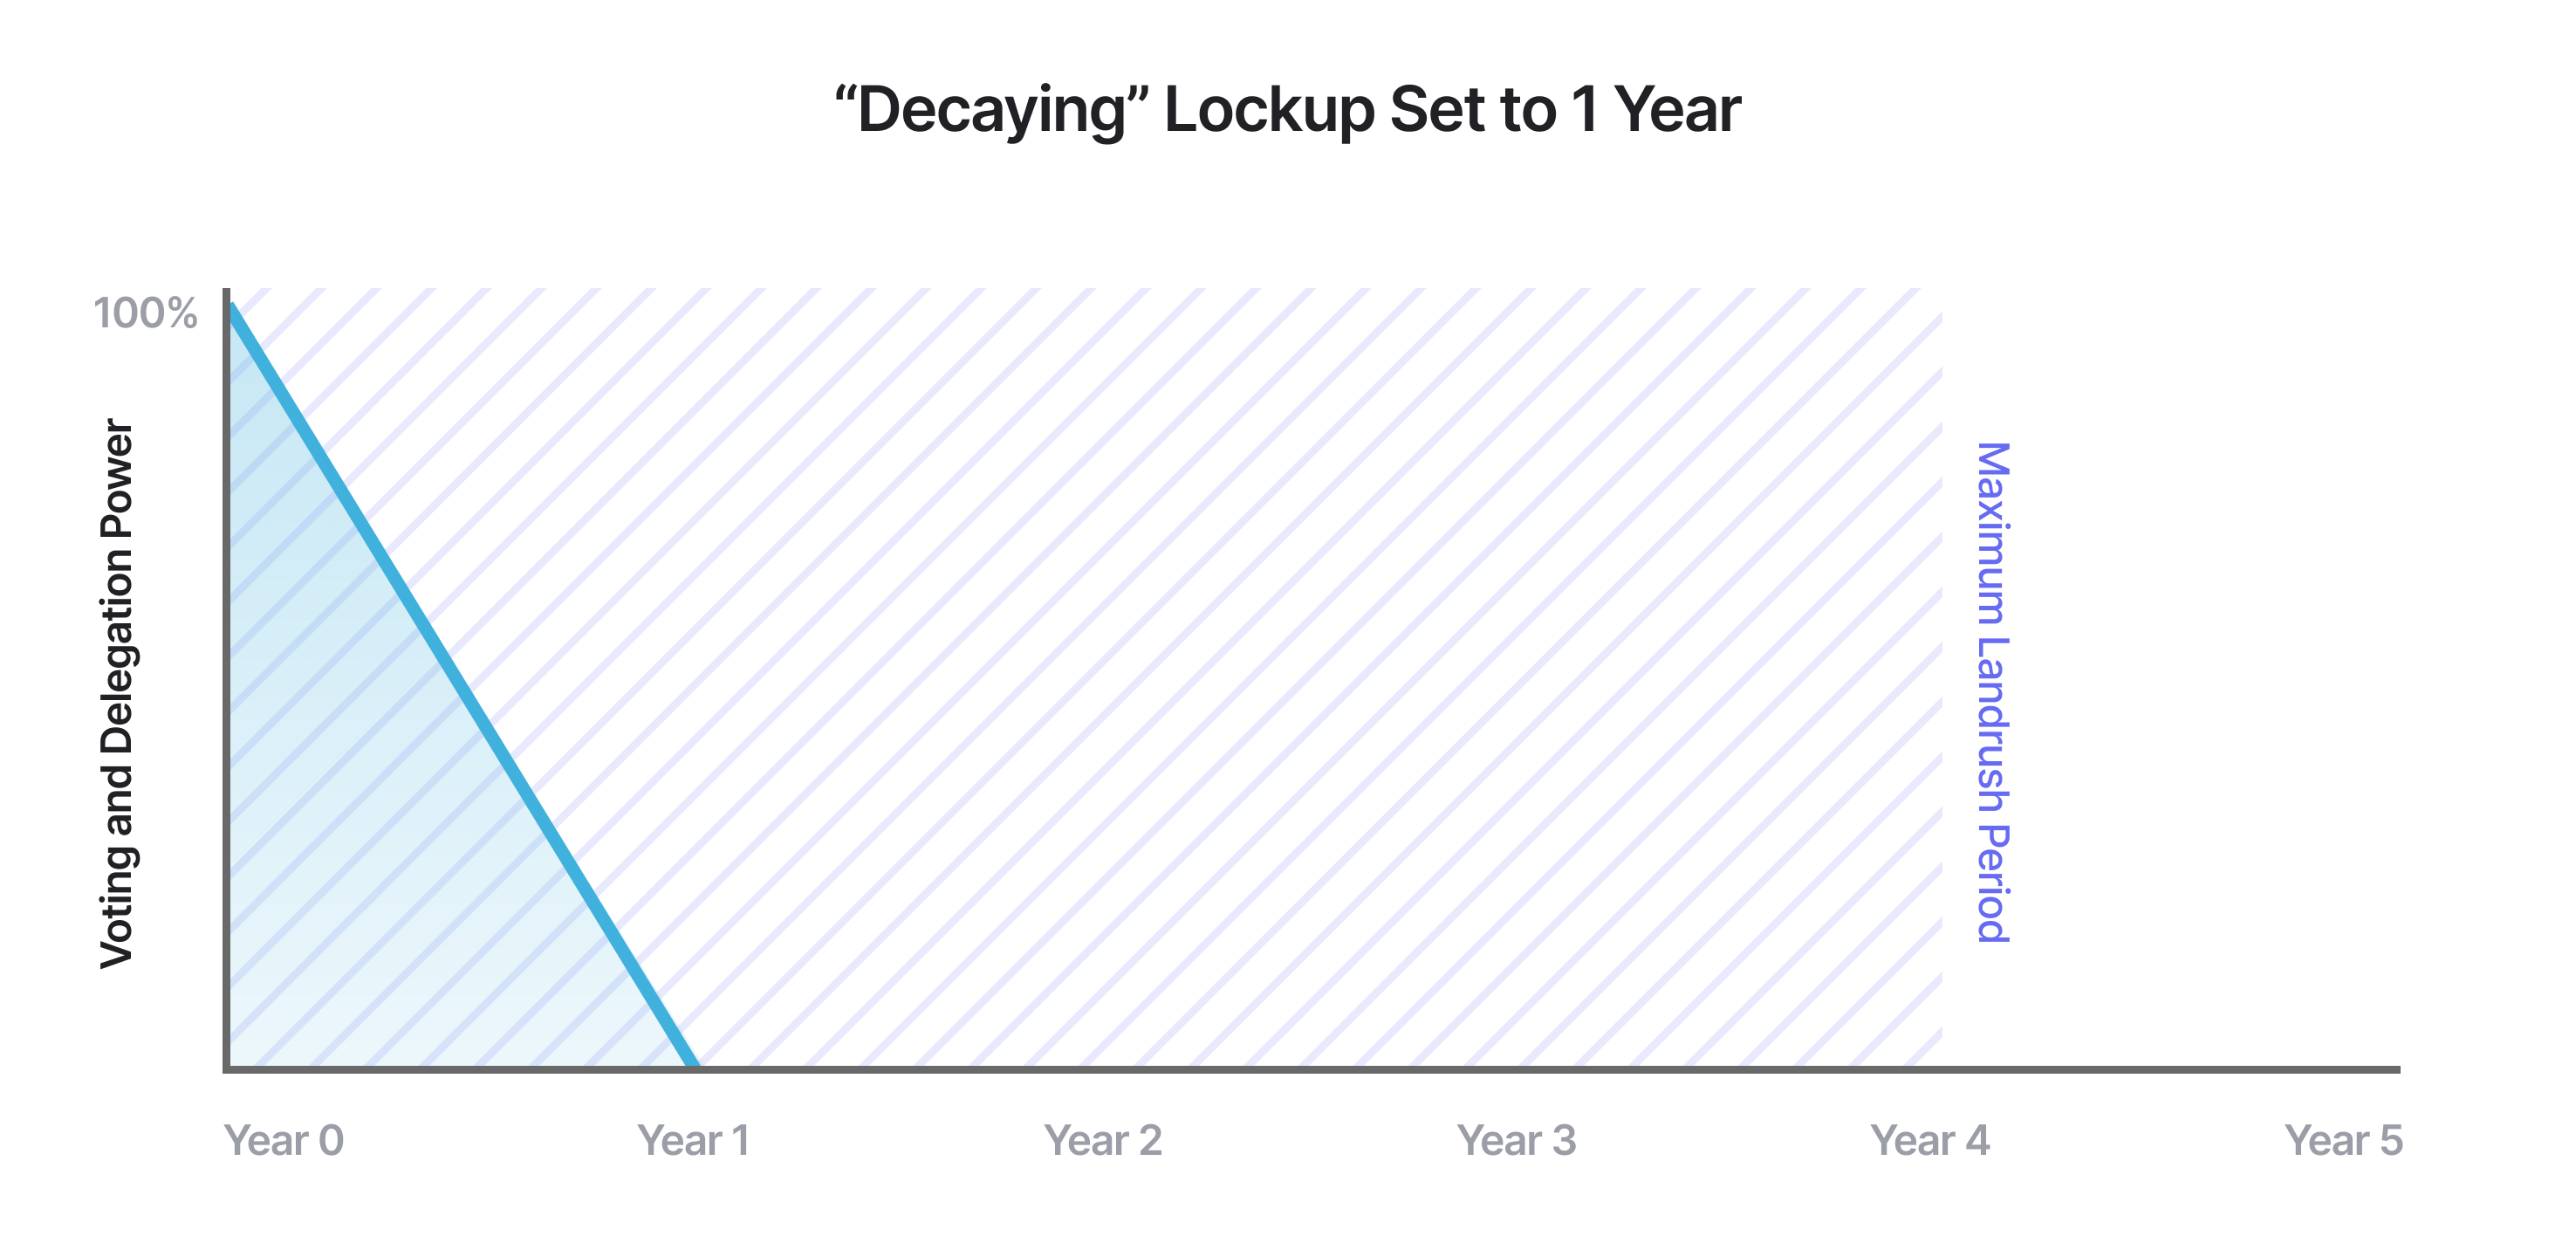 “Decaying” Lockup Set to 1 Year
100%
Voting and Delegation Power
Maximum Landrush Period
Year 0
Year 1
Year 2
Year 3
Year 4
Year 5